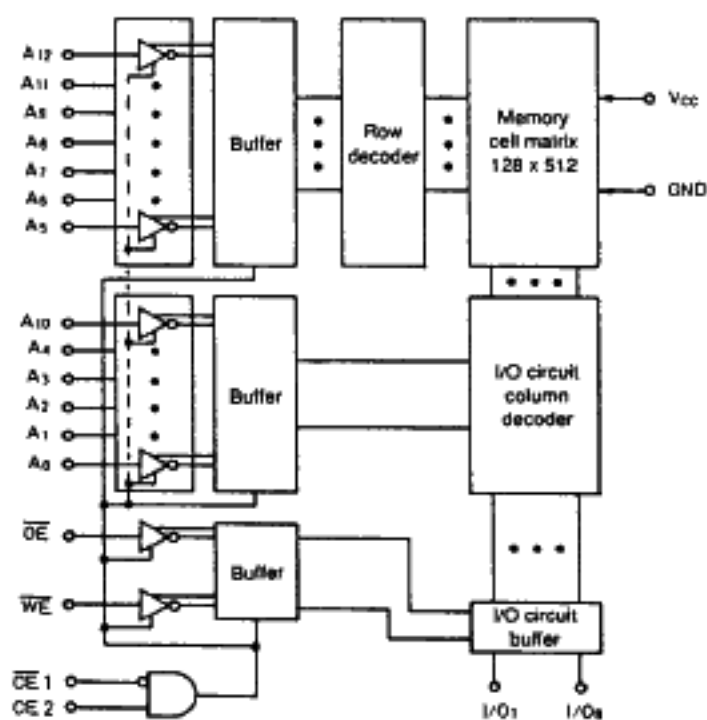 A12
A11
A9
A8
A7
A6
A5
Buffer
Row
decoder
Memory
cell matrix
128 x 512
Vcc
GND
A10
A4
A3
A2
A1
A0
Buffer
I/O circuit
column
decoder
OE
WE
Buffer
I/O circuit
buffer
CE 1
CE 2
I/O1
I/O8